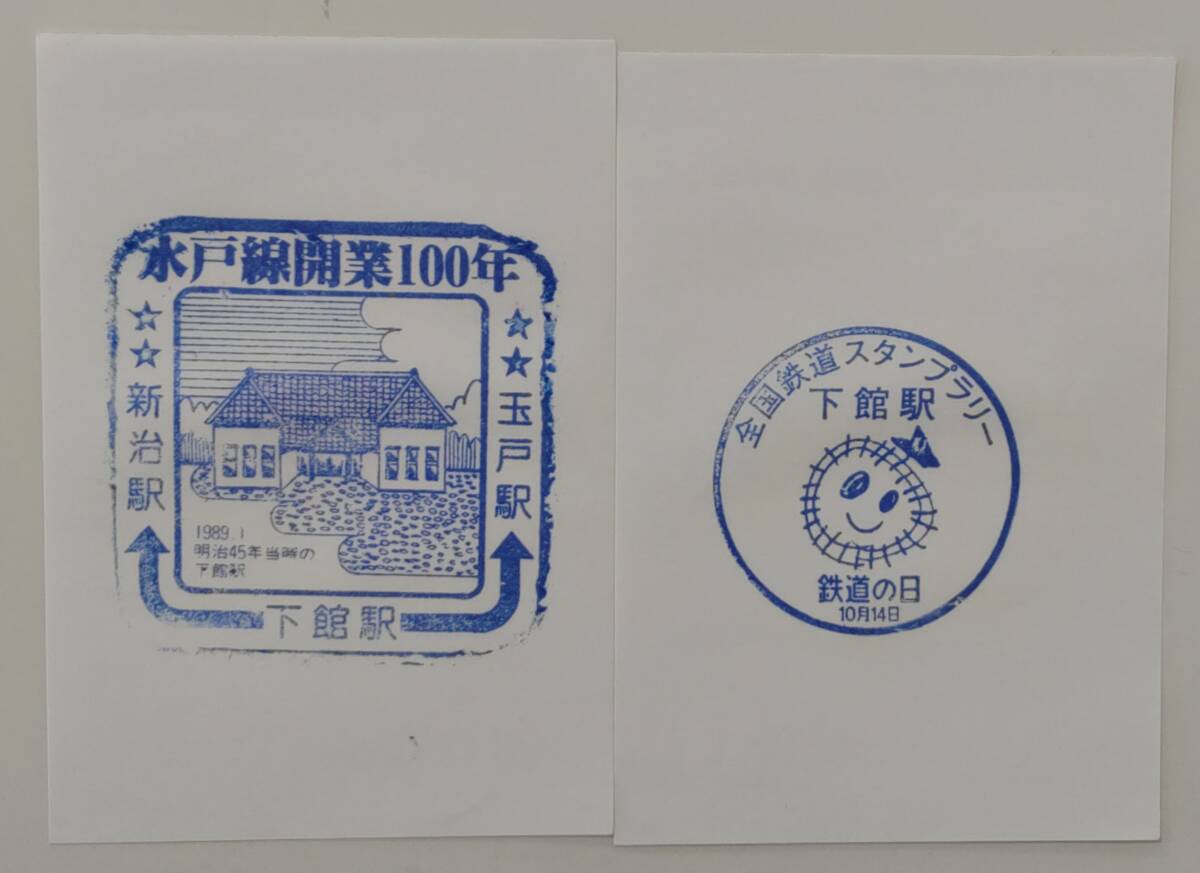 水戸線開業100年
☆☆新治駅
☆☆玉戸駅
1989.1
明治45年当時の
下館駅
下館駅
全国鉄道スタンプラリー
下館駅
鉄道の日
10月14日